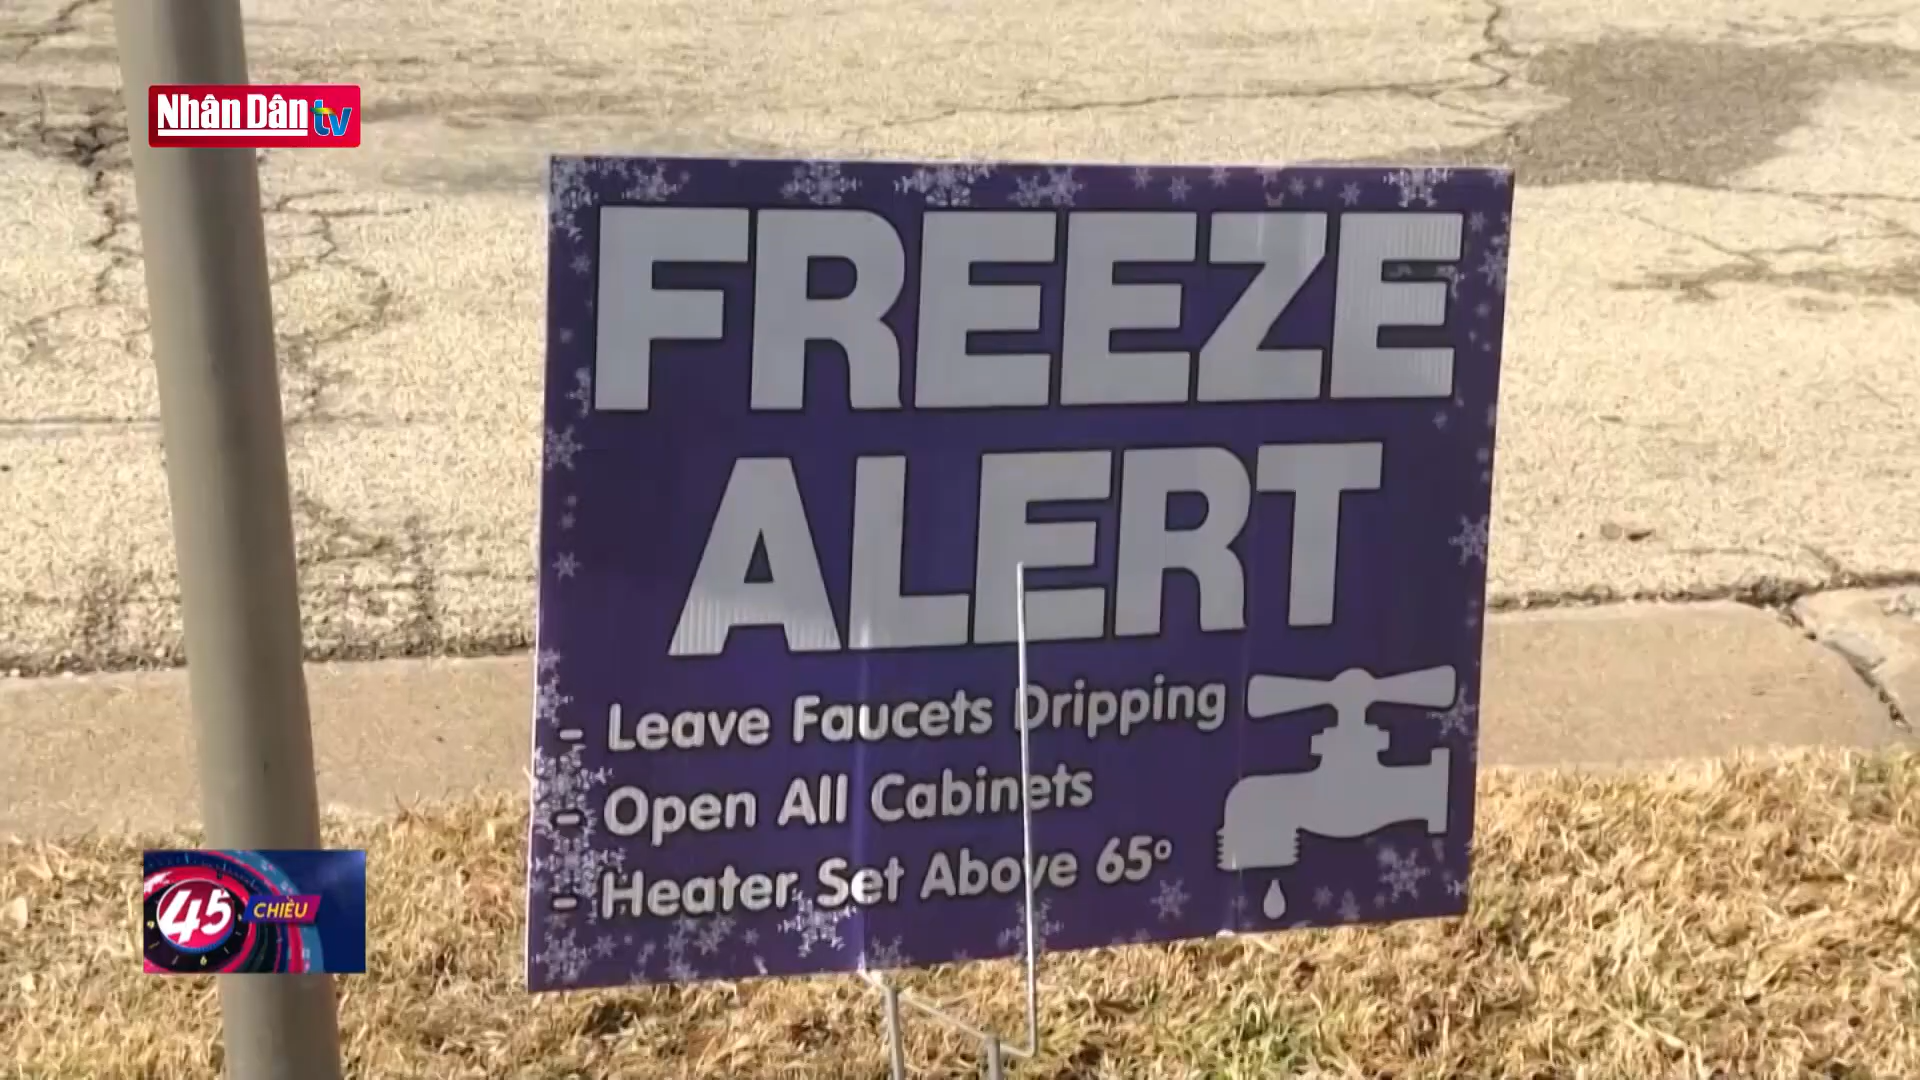 Nhân Dân tv
FREEZE
ALERT
- Leave Faucets Dripping
- Open All Cabinets
- Heater Set Above 65°
45 CHIỀU